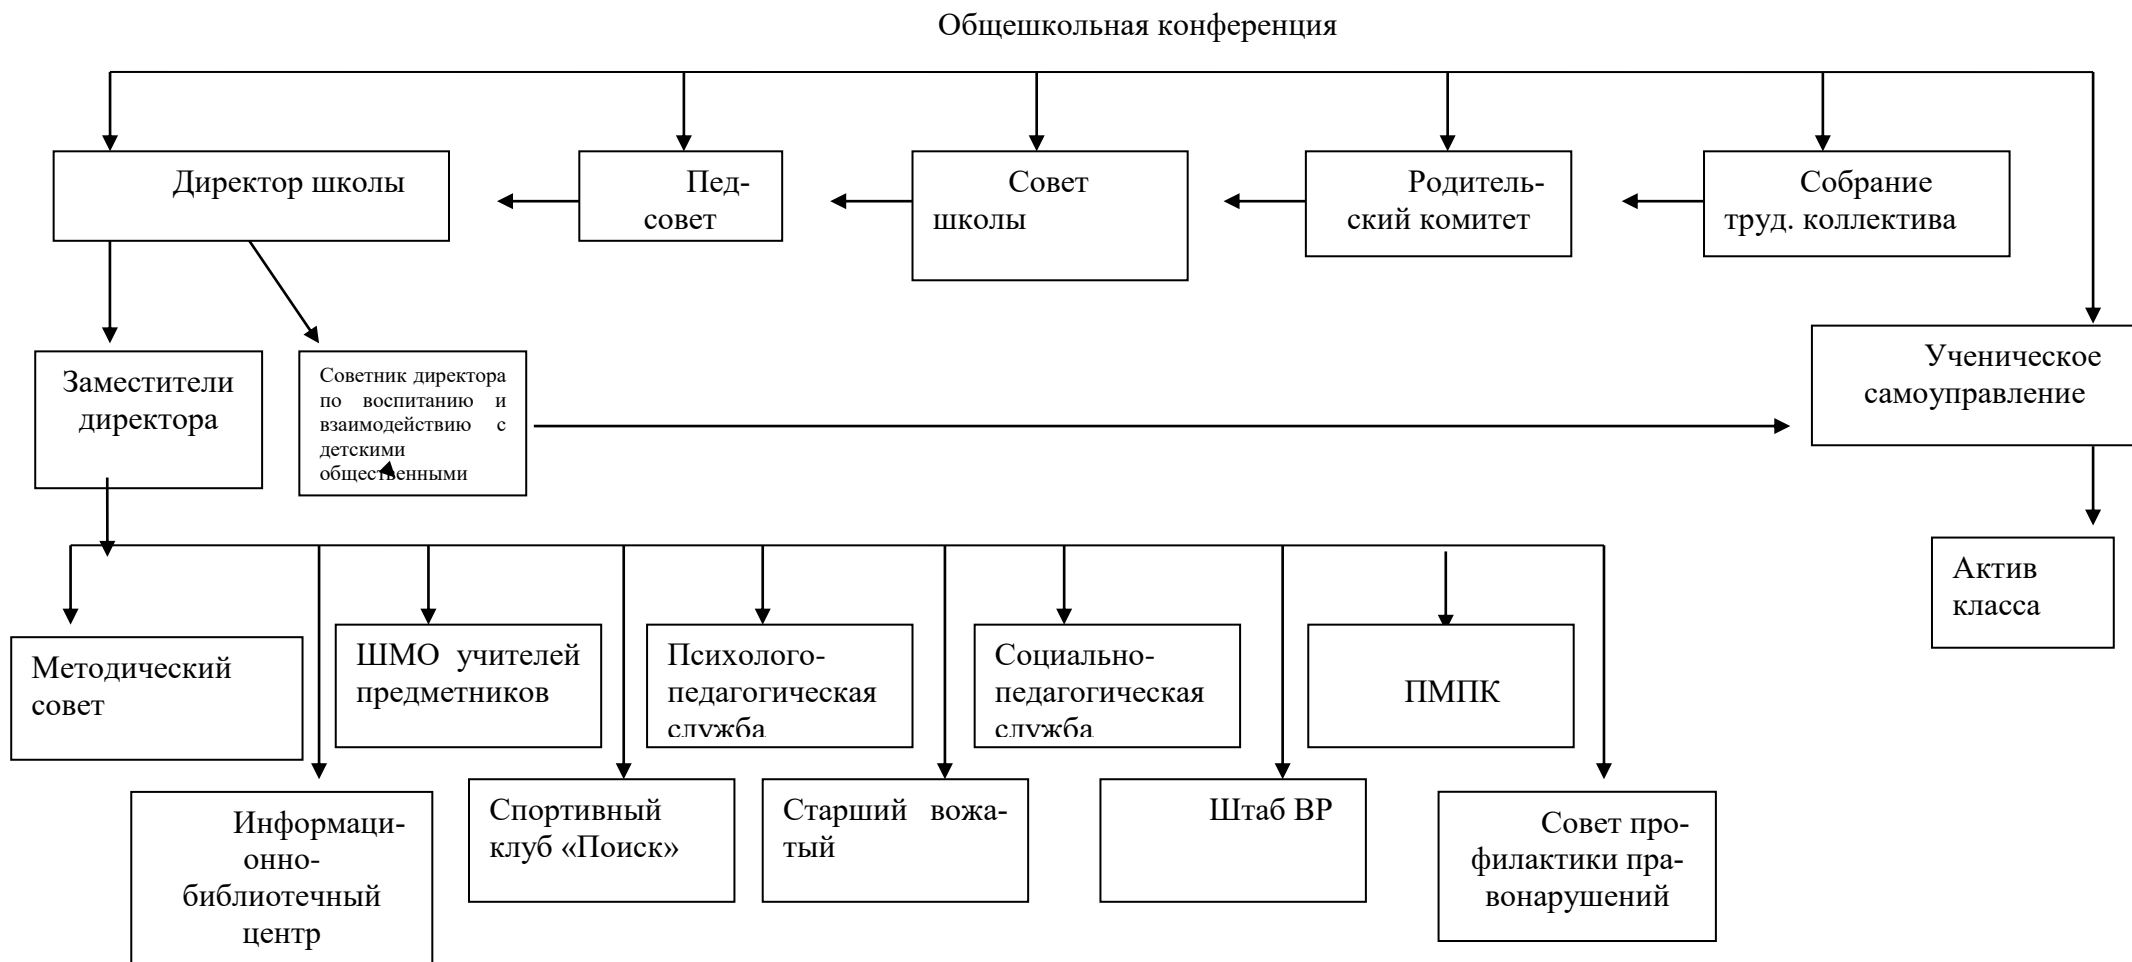 Общешкольная конференция
Директор школы
Пед-
совет
Совет
школы
Родитель-
ский комитет
Собрание
труд. коллектива
Заместители
директора
Советник директора
по воспитанию и
взаимодействию с
детскими
общественными
Ученическое
самоуправление
Актив
класса
Методический
совет
ШМО учителей
предметников
Психолого-
педагогическая
служба
Социально-
педагогическая
служба
ПМПК
Информаци-
онно-
библиотечный
центр
Спортивный
клуб «Поиск»
Старший вожа-
тый
Штаб ВР
Совет про-
филактики пра-
вонарушений